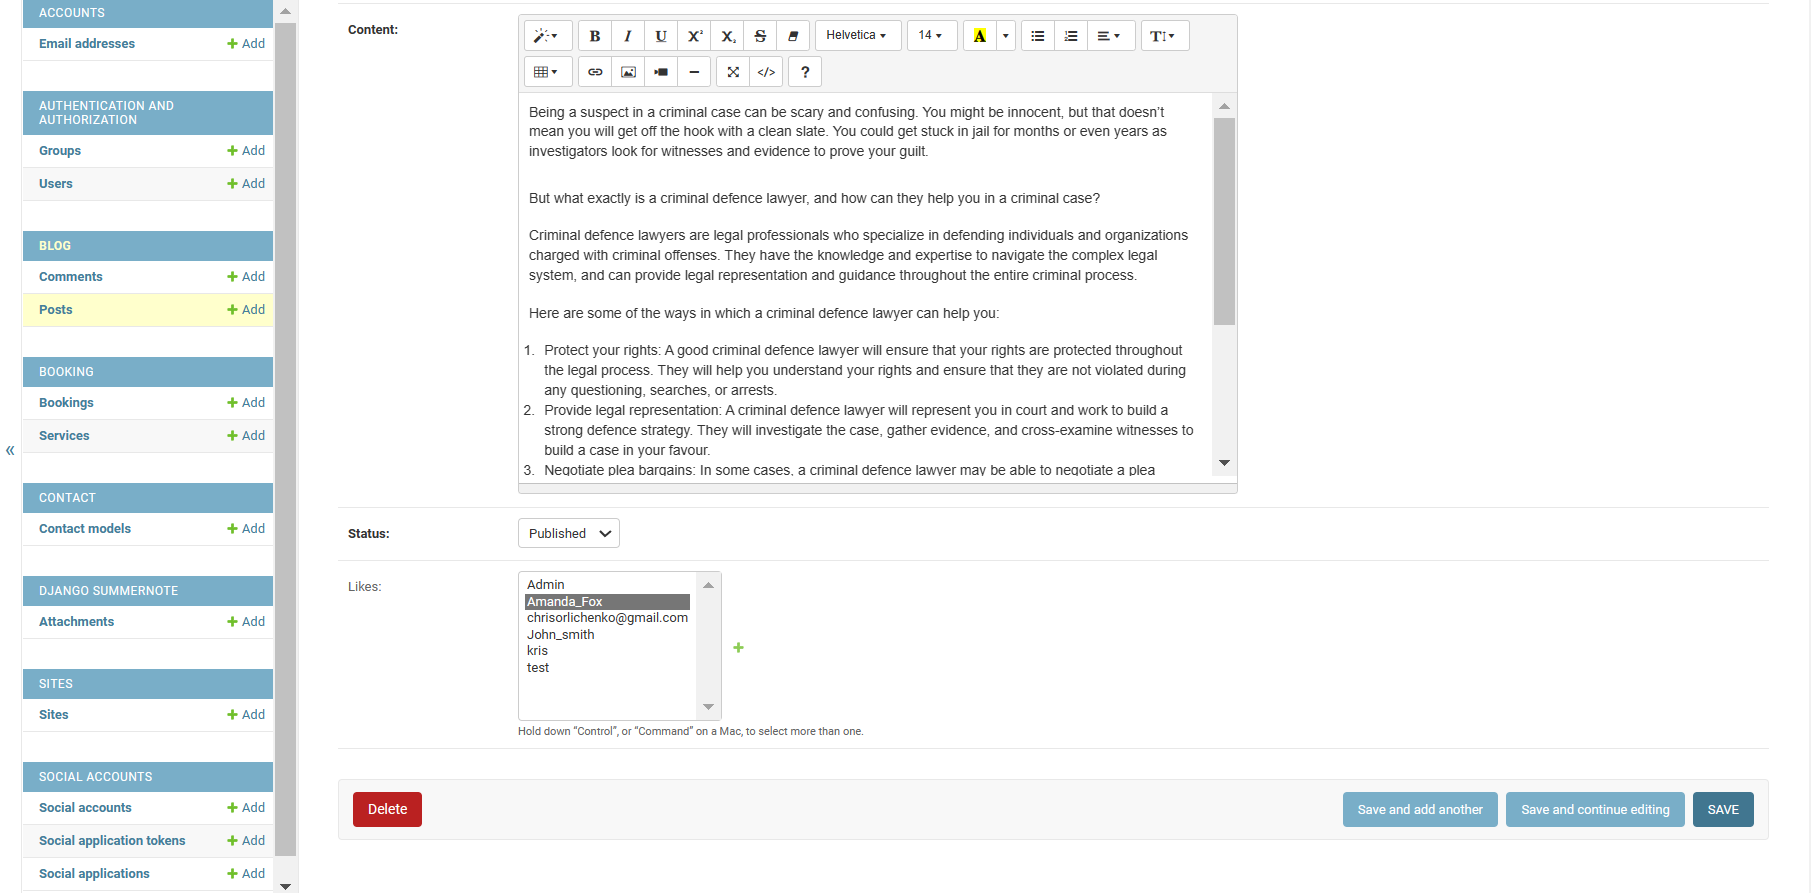 ACCOUNTS
Email addresses
Add
AUTHENTICATION AND
AUTHORIZATION
Groups
Add
Users
Add
BLOG
Comments
Add
Posts
Add
BOOKING
Bookings
Add
Services
Add
«
CONTACT
Contact models
Add
DJANGO SUMMERNOTE
Attachments
Add
SITES
Sites
Add
SOCIAL ACCOUNTS
Social accounts
Add
Social application tokens
Add
Social applications
Add
Content:
B I U X² X₂ S Helvetica 14 A T
</> ?
Being a suspect in a criminal case can be scary and confusing. You might be innocent, but that doesn’t
mean you will get off the hook with a clean slate. You could get stuck in jail for months or even years as
investigators look for witnesses and evidence to prove your guilt.
But what exactly is a criminal defence lawyer, and how can they help you in a criminal case?
Criminal defence lawyers are legal professionals who specialize in defending individuals and organizations
charged with criminal offenses. They have the knowledge and expertise to navigate the complex legal
system, and can provide legal representation and guidance throughout the entire criminal process.
Here are some of the ways in which a criminal defence lawyer can help you:
1. Protect your rights: A good criminal defence lawyer will ensure that your rights are protected throughout
the legal process. They will help you understand your rights and ensure that they are not violated during
any questioning, searches, or arrests.
2. Provide legal representation: A criminal defence lawyer will represent you in court and work to build a
strong defence strategy. They will investigate the case, gather evidence, and cross-examine witnesses to
build a case in your favour.
3. Negotiate plea bargains: In some cases, a criminal defence lawyer may be able to negotiate a plea
Status:
Published
Likes:
Admin
Amanda_Fox
chrisorlichenko@gmail.com
John_smith
kris
test
Hold down “Control”, or “Command” on a Mac, to select more than one.
Delete
Save and add another
Save and continue editing
SAVE